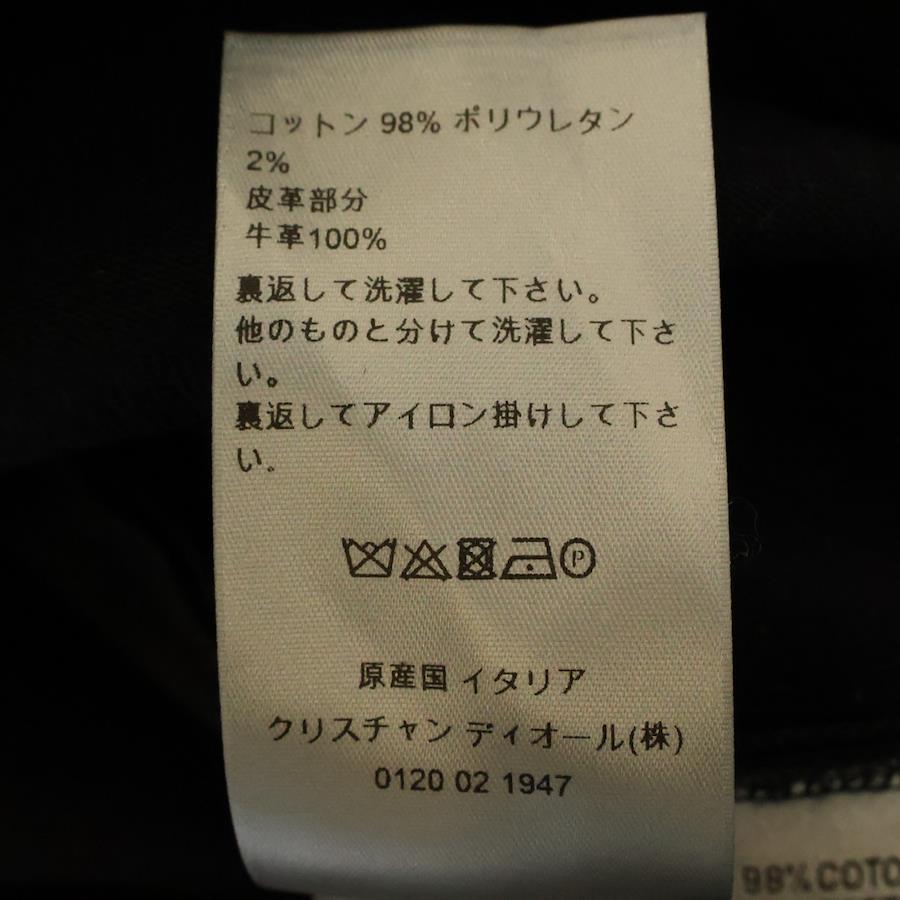 コットン 98% ポリウレタン
2%
皮革部分
牛革100%
裏返して洗濯して下さい。
他のものと分けて洗濯して下さ
い。
裏返してアイロン掛けして下さ
い.
P
原産国 イタリア
クリスチャン ディオール(株)
0120 02 1947
98% COTO